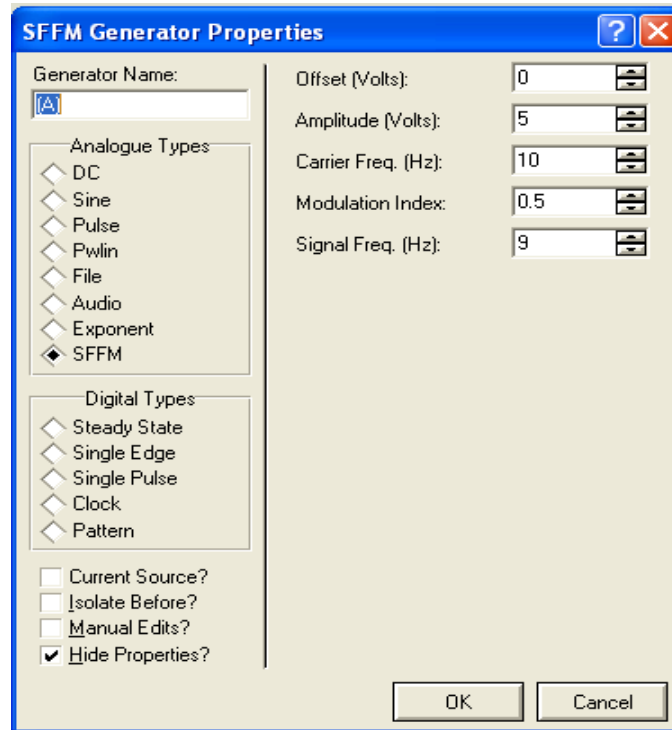 SFFM Generator Properties
Generator Name:
(A)
Analogue Types
DC
Sine
Pulse
Pwlin
File
Audio
Exponent
SFFM
Digital Types
Steady State
Single Edge
Single Pulse
Clock
Pattern
Current Source?
Isolate Before?
Manual Edits?
Hide Properties?
Offset (Volts): 0
Amplitude (Volts): 5
Carrier Freq. (Hz): 10
Modulation Index: 0.5
Signal Freq. (Hz): 9
OK
Cancel